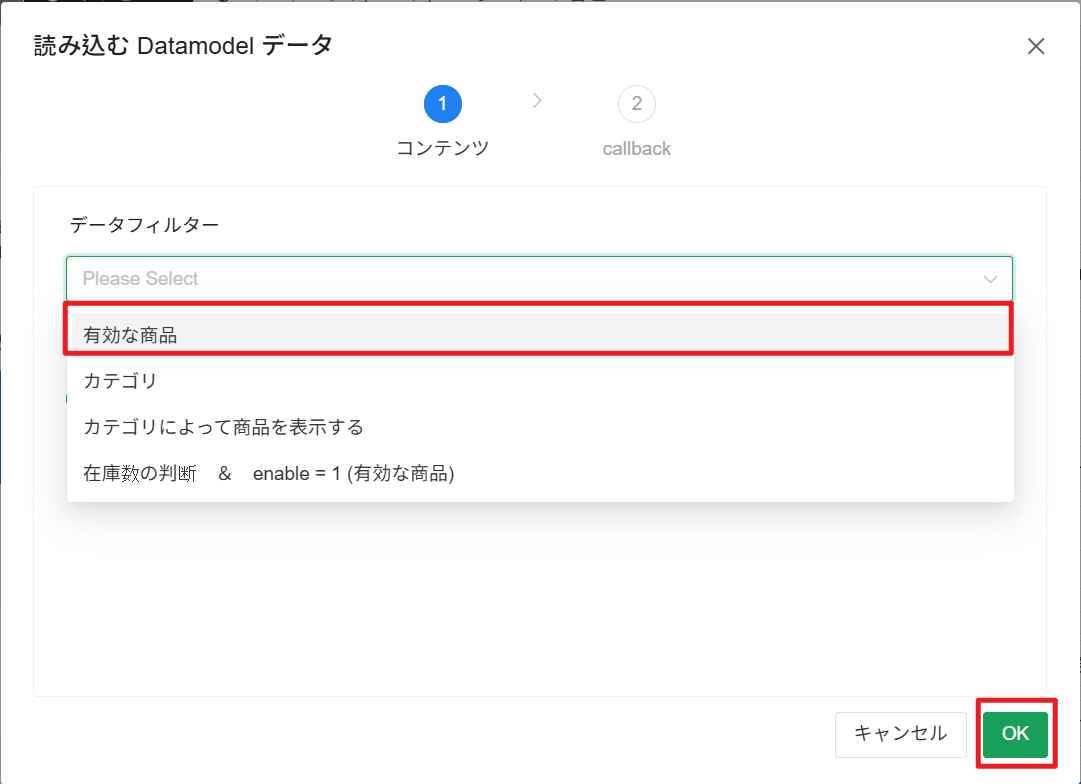 読み込む Datamodel データ
1
2
コンテンツ
callback
データフィルター
Please Select
有効な商品
カテゴリ
カテゴリによって商品を表示する
在庫数の判断　&　enable = 1 (有効な商品)
キャンセル
OK